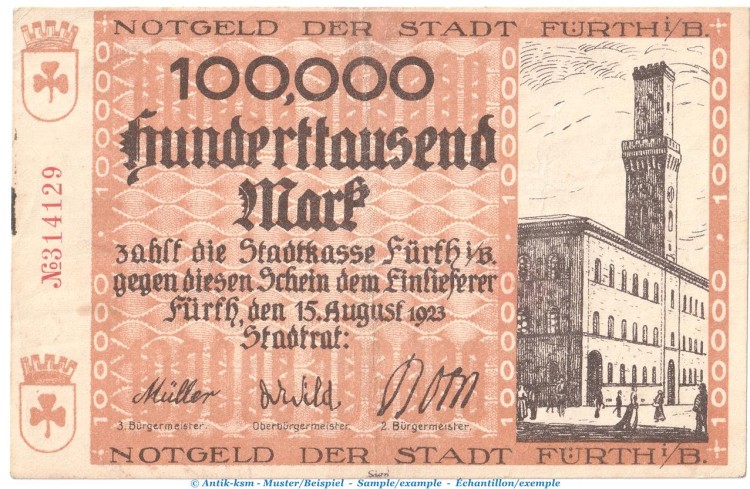 NOTGELD DER STADT FÜRTH i/B.
100,000
Hunderttausend
Mark
zahlt die Stadtkasse Fürth i/B.
gegen diesen Schein dem Einlieferer
Fürth, den 15. August 1923
Stadtrat:
Müller Dr Wild
3. Bürgermeister. Oberbürgermeister. 2. Bürgermeister.
NOTGELD DER STADT FÜRTH i/B.
№314129
© Antik-ksm - Muster/Beispiel - Sample/example - Échantillon/exemple